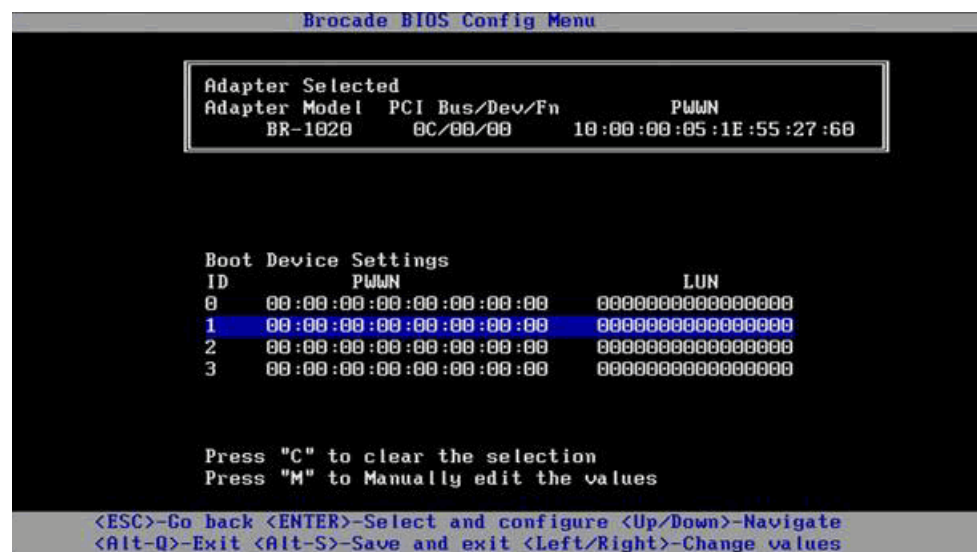 Brocade BIOS Config Menu
Adapter Selected
Adapter Model PCI Bus/Dev/Fn PWWN
BR-1020 0C/00/00 10:00:00:05:1E:55:27:60
Boot Device Settings
ID PWWN LUN
0 00:00:00:00:00:00:00:00 0000000000000000
1 00:00:00:00:00:00:00:00 0000000000000000
2 00:00:00:00:00:00:00:00 0000000000000000
3 00:00:00:00:00:00:00:00 0000000000000000
Press "C" to clear the selection
Press "M" to Manually edit the values
<ESC>-Go back <ENTER>-Select and configure <Up/Down>-Navigate
<Alt-Q>-Exit <Alt-S>-Save and exit <Left/Right>-Change values